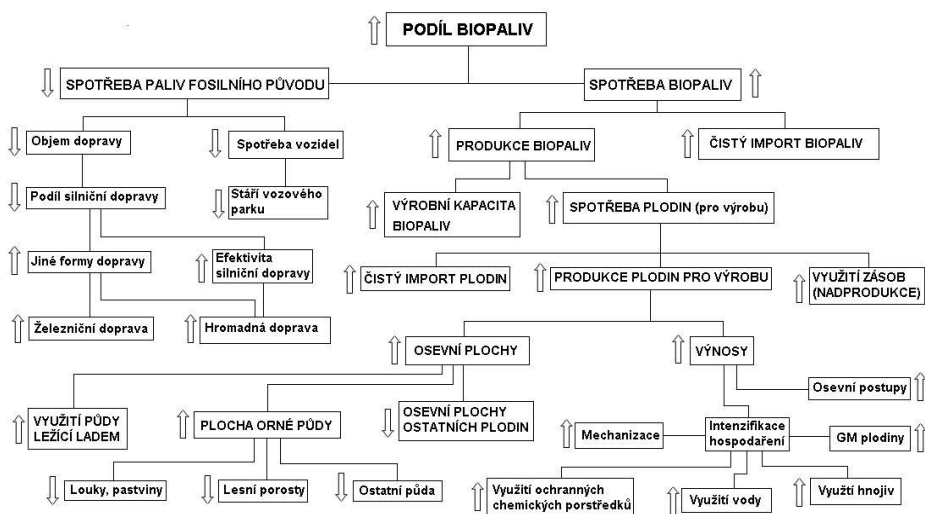 PODÍL BIOPALIV
SPOTŘEBA PALIV FOSILNÍHO PŮVODU
SPOTŘEBA BIOPALIV
Objem dopravy
Spotřeba vozidel
PRODUKCE BIOPALIV
ČISTÝ IMPORT BIOPALIV
Podíl silniční dopravy
Stáří vozového
parku
VÝROBNÍ KAPACITA
BIOPALIV
SPOTŘEBA PLODIN (pro výrobu)
Jiné formy dopravy
Efektivita
silniční dopravy
ČISTÝ IMPORT PLODIN
PRODUKCE PLODIN PRO VÝROBU
VYUŽITÍ ZÁSOB
(NADPRODUKCE)
Železniční doprava
Hromadná doprava
OSEVNÍ PLOCHY
VÝNOSY
Osevní postupy
VYUŽITÍ PŮDY
LEŽÍCÍ LADEM
PLOCHA ORNÉ PŮDY
OSEVNÍ PLOCHY
OSTATNÍCH PLODIN
Mechanizace
Intenzifikace
hospodaření
GM plodiny
Louky, pastviny
Lesní porosty
Ostatní půda
Využití ochranných
chemických porstředků
Využití vody
Využtí hnojiv